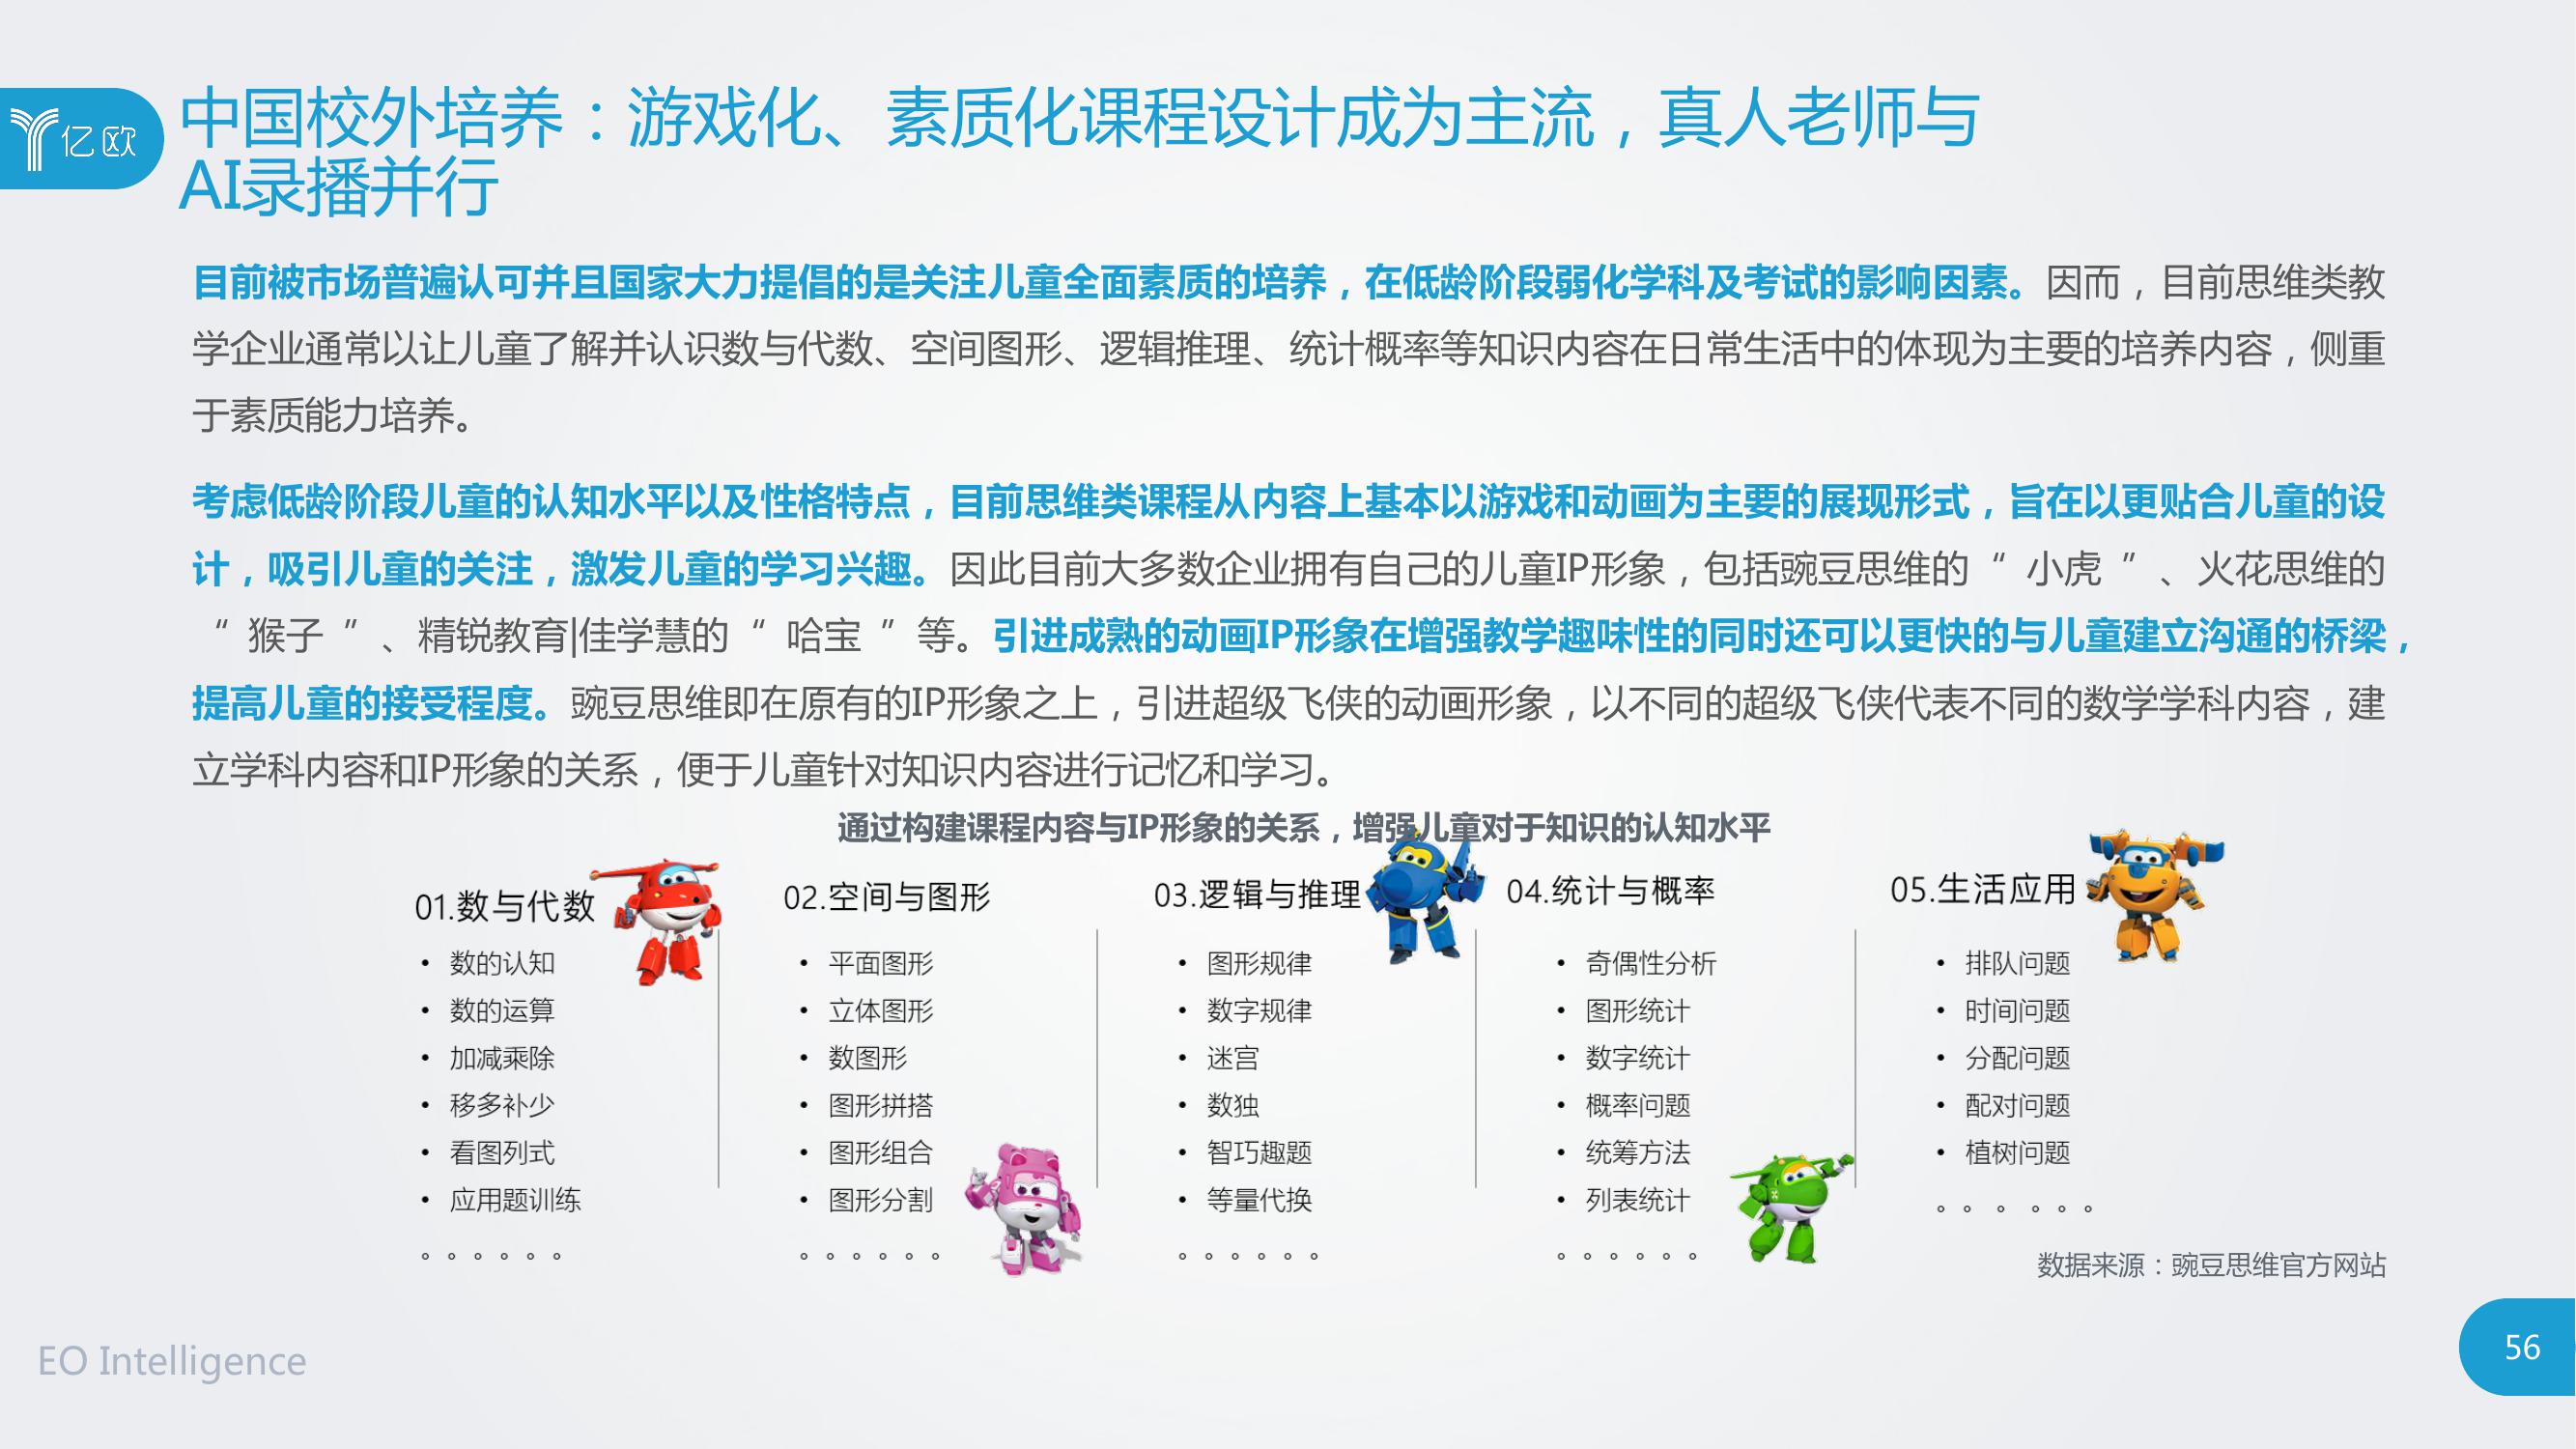 亿欧
中国校外培养：游戏化、素质化课程设计成为主流，真人老师与
AI录播并行
目前被市场普遍认可并且国家大力提倡的是关注儿童全面素质的培养，在低龄阶段弱化学科及考试的影响因素。因而，目前思维类教
学企业通常以让儿童了解并认识数与代数、空间图形、逻辑推理、统计概率等知识内容在日常生活中的体现为主要的培养内容，侧重
于素质能力培养。
考虑低龄阶段儿童的认知水平以及性格特点，目前思维类课程从内容上基本以游戏和动画为主要的展现形式，旨在以更贴合儿童的设
计，吸引儿童的关注，激发儿童的学习兴趣。因此目前大多数企业拥有自己的儿童IP形象，包括豌豆思维的“ 小虎 ”、火花思维的
“ 猴子 ”、精锐教育|佳学慧的“ 哈宝 ”等。引进成熟的动画IP形象在增强教学趣味性的同时还可以更快的与儿童建立沟通的桥梁，
提高儿童的接受程度。豌豆思维即在原有的IP形象之上，引进超级飞侠的动画形象，以不同的超级飞侠代表不同的数学学科内容，建
立学科内容和IP形象的关系，便于儿童针对知识内容进行记忆和学习。
通过构建课程内容与IP形象的关系，增强儿童对于知识的认知水平
01.数与代数
• 数的认知
• 数的运算
• 加减乘除
• 移多补少
• 看图列式
• 应用题训练
。。。。。。
02.空间与图形
• 平面图形
• 立体图形
• 数图形
• 图形拼搭
• 图形组合
• 图形分割
。。。。。。
03.逻辑与推理
• 图形规律
• 数字规律
• 迷宫
• 数独
• 智巧趣题
• 等量代换
。。。。。。
04.统计与概率
• 奇偶性分析
• 图形统计
• 数字统计
• 概率问题
• 统筹方法
• 列表统计
。。。。。。
05.生活应用
• 排队问题
• 时间问题
• 分配问题
• 配对问题
• 植树问题
。。。。。。
数据来源：豌豆思维官方网站
EO Intelligence
56